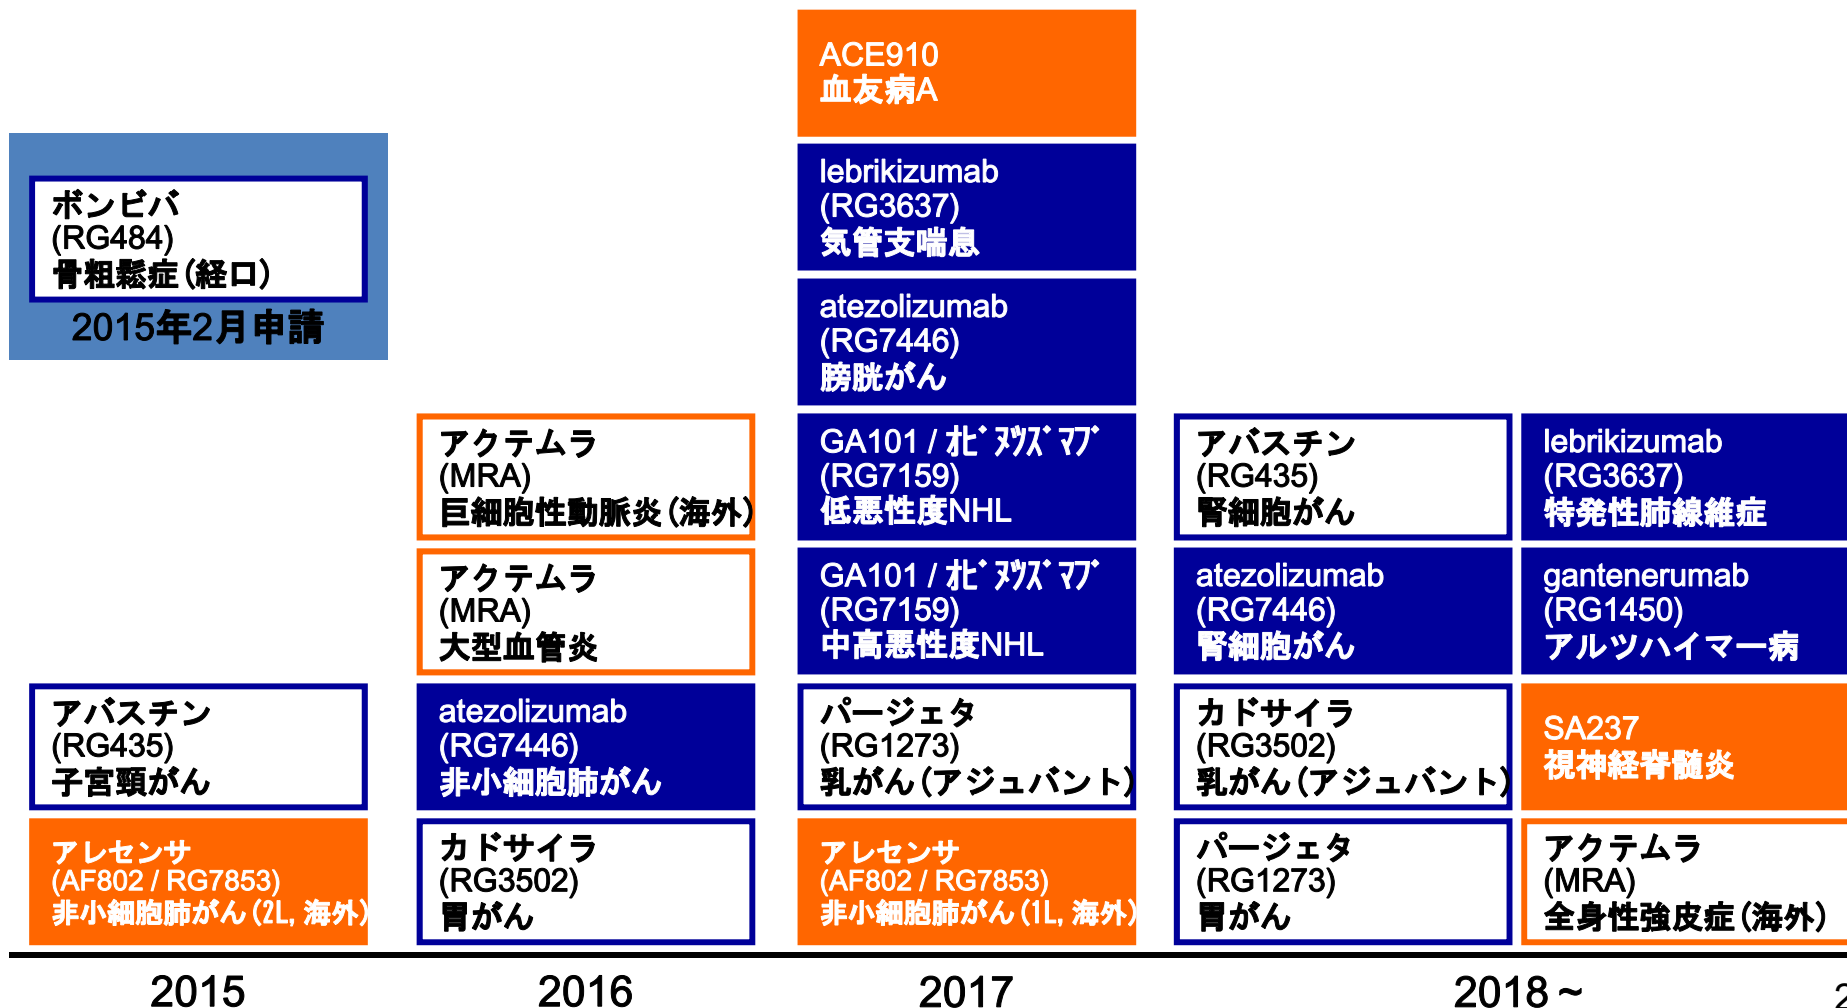 ACE910
血友病A
lebrikizumab
(RG3637)
気管支喘息
ボンビバ
(RG484)
骨粗鬆症(経口)
2015年2月申請
atezolizumab
(RG7446)
膀胱がん
アクテムラ
(MRA)
巨細胞性動脈炎(海外)
GA101 / ｵﾋﾞﾇﾂｽﾞﾏﾌﾞ
(RG7159)
低悪性度NHL
アバスチン
(RG435)
腎細胞がん
lebrikizumab
(RG3637)
特発性肺線維症
アクテムラ
(MRA)
大型血管炎
GA101 / ｵﾋﾞﾇﾂｽﾞﾏﾌﾞ
(RG7159)
中高悪性度NHL
atezolizumab
(RG7446)
腎細胞がん
gantenerumab
(RG1450)
アルツハイマー病
アバスチン
(RG435)
子宮頸がん
atezolizumab
(RG7446)
非小細胞肺がん
パージェタ
(RG1273)
乳がん(アジュバント)
カドサイラ
(RG3502)
乳がん(アジュバント)
SA237
視神経脊髄炎
アレセンサ
(AF802 / RG7853)
非小細胞肺がん(2L, 海外)
カドサイラ
(RG3502)
胃がん
アレセンサ
(AF802 / RG7853)
非小細胞肺がん(1L, 海外)
パージェタ
(RG1273)
胃がん
アクテムラ
(MRA)
全身性強皮症(海外)
2015
2016
2017
2018～